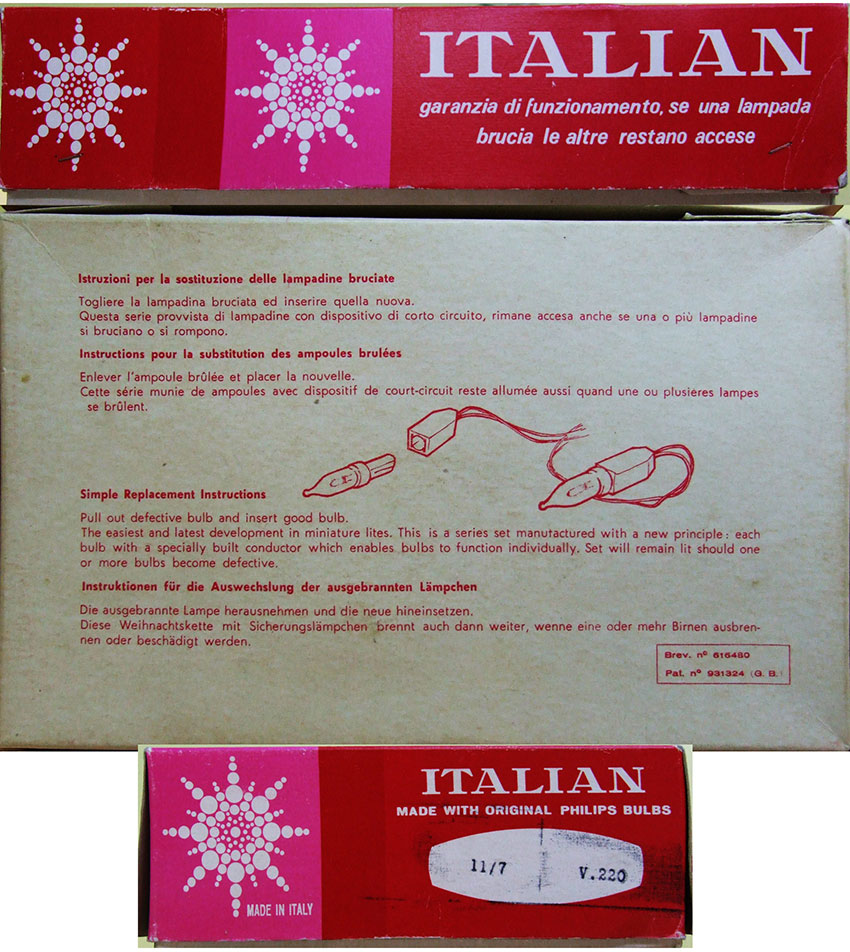 ITALIAN
garanzia di funzionamento, se una lampada
brucia le altre restano accese
Istruzioni per la sostituzione delle lampadine bruciate
Togliere la lampadina bruciata ed inserire quella nuova.
Questa serie provvista di lampadine con dispositivo di corto circuito, rimane accesa anche se una o più lampadine
si bruciano o si rompono.
Instructions pour la substitution des ampoules brulées
Enlever l'ampoule brûlée et placer la nouvelle.
Cette série munie de ampoules avec dispositif de court-circuit reste allumée aussi quand une ou plusieres lampes
se brûlent.
Simple Replacement Instructions
Pull out defective bulb and insert good bulb.
The easiest and latest development in miniature lites. This is a series set manutactured with a new principle: each
bulb with a specially built conductor which enables bulbs to function individually. Set will remain lit should one
or more bulbs become defective.
Instruktionen für die Auswechslung der ausgebrannten Lämpchen
Die ausgebrannte Lampe herausnehmen und die neue hineinsetzen.
Diese Weihnachtskette mit Sicherungslämpchen brennt auch dann weiter, wenne eine oder mehr Birnen ausbren-
nen oder beschädigt werden.
Brev. nº 616480
Pat. nº 931324 (G. B.)
ITALIAN
MADE WITH ORIGINAL PHILIPS BULBS
11/7 V.220
MADE IN ITALY